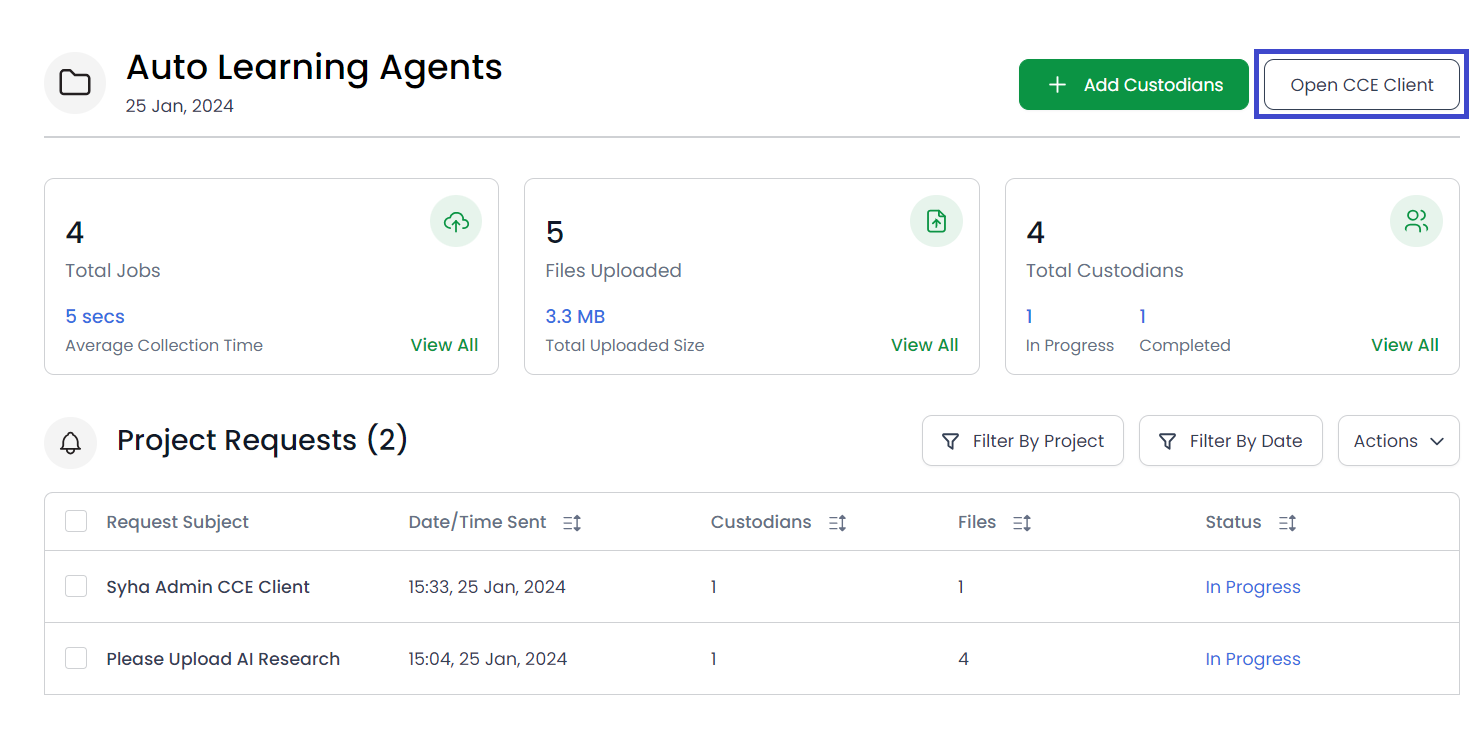 Auto Learning Agents
25 Jan, 2024
Add Custodians
Open CCE Client
4
Total Jobs
5 secs
Average Collection Time
View All
5
Files Uploaded
3.3 MB
Total Uploaded Size
View All
4
Total Custodians
1 1
In Progress Completed
View All
Project Requests (2)
Filter By Project
Filter By Date
Actions
Request Subject Date/Time Sent Custodians Files Status
Syha Admin CCE Client 15:33, 25 Jan, 2024 1 1 In Progress
Please Upload AI Research 15:04, 25 Jan, 2024 1 4 In Progress